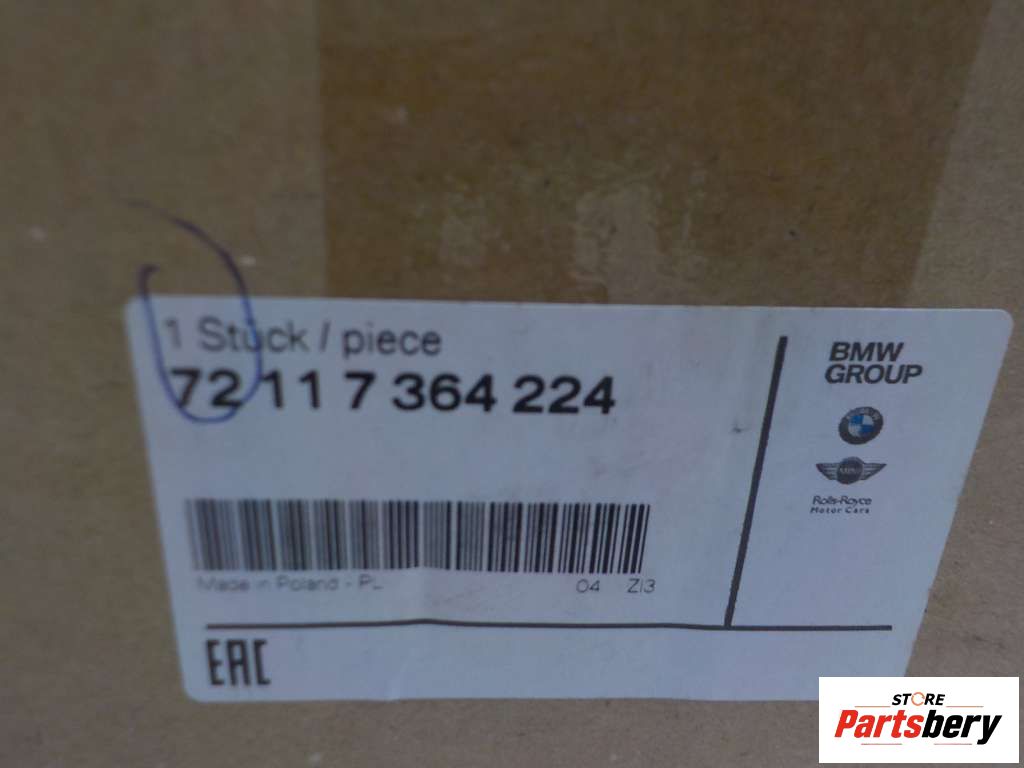 1 Stück / piece
72 11 7 364 224
Made in Poland - PL 04 ZI3
EAC
BMW
GROUP
MINI
Rolls-Royce
Motor Cars
STORE
Partsbery